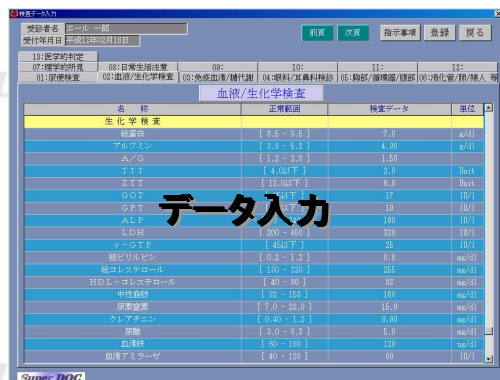 検査データ入力
受診者名 エール 一郎
受付年月日 平成12年02月10日
前頁 次頁 指示事項 登録 戻る
13:医学的判定
07:理学的所見 08:日常生活注意 09: 10: 11: 12:
01:尿便検査 02:血液/生化学検査 03:免疫血清/糖代謝 04:眼科/耳鼻科検診 05:胸部/循環器/腹部 06:消化管/肺/婦人 等
血液/生化学検査
名 称 正常範囲 検査データ 単位
生 化 学 検 査
総蛋白 [ 6.5 - 8.5 ] 7.0 g/dl
アルブミン [ 3.8 - 5.2 ] 4.00 g/dl
A/G [ 1.2 - 2.0 ] 1.50
TTT [ 4.0以下 ] 2.0 Unit
ZTT [ 12.0以下 ] 6.0 Unit
GOT 17 IU/l
GPT 18 IU/l
ALP 160 IU/l
データ入力
LDH [ 200 - 450 ] 320 IU/l
γ-GTP [ 45以下 ] 25 IU/l
総ビリルビン [ 0.2 - 1.2 ] 0.8 mg/dl
総コレステロール [ 130 - 220 ] 255 mg/dl
HDL-コレステロール [ 40 - 80 ] 62 mg/dl
中性脂肪 [ 32 - 153 ] 168 mg/dl
尿素窒素 [ 7.0 - 23.0 ] 15.0 mg/dl
クレアチニン [ 0.40 - 1.2 ] 0.90 mg/dl
尿酸 [ 3.0 - 8.3 ] 5.0 mg/dl
血清鉄 [ 60 - 180 ] 120 ug/dl
血清アミラーゼ [ 40 - 130 ] 80 IU/l
Super DOG